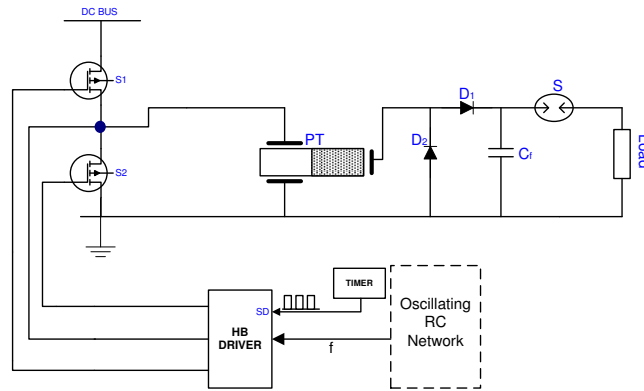 DC BUS
S1
S2
PT
D2
D1
Cf
S
Load
TIMER
SD
HB
DRIVER
f
Oscillating
RC
Network